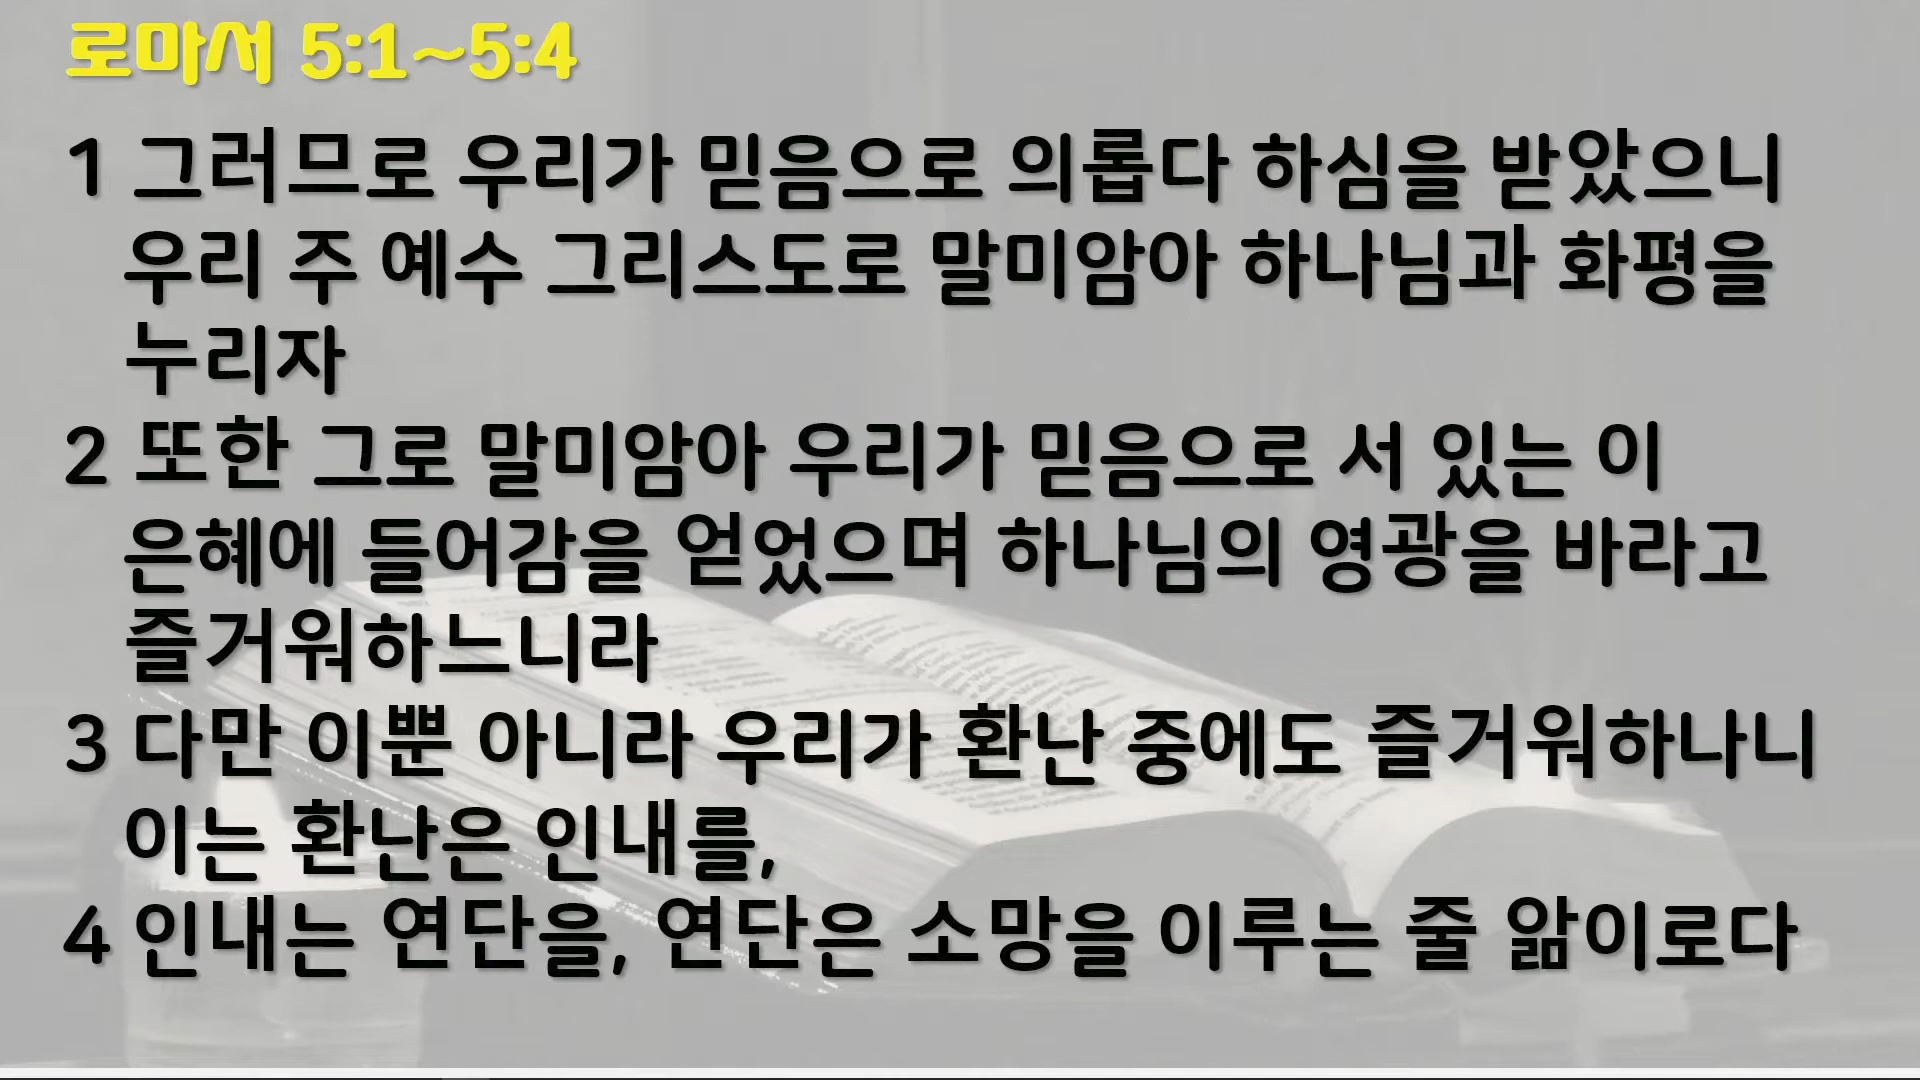 로마서 5:1~5:4
1 그러므로 우리가 믿음으로 의롭다 하심을 받았으니
우리 주 예수 그리스도로 말미암아 하나님과 화평을
누리자
2 또한 그로 말미암아 우리가 믿음으로 서 있는 이
은혜에 들어감을 얻었으며 하나님의 영광을 바라고
즐거워하느니라
3 다만 이뿐 아니라 우리가 환난 중에도 즐거워하나니
이는 환난은 인내를,
4 인내는 연단을, 연단은 소망을 이루는 줄 앎이로다